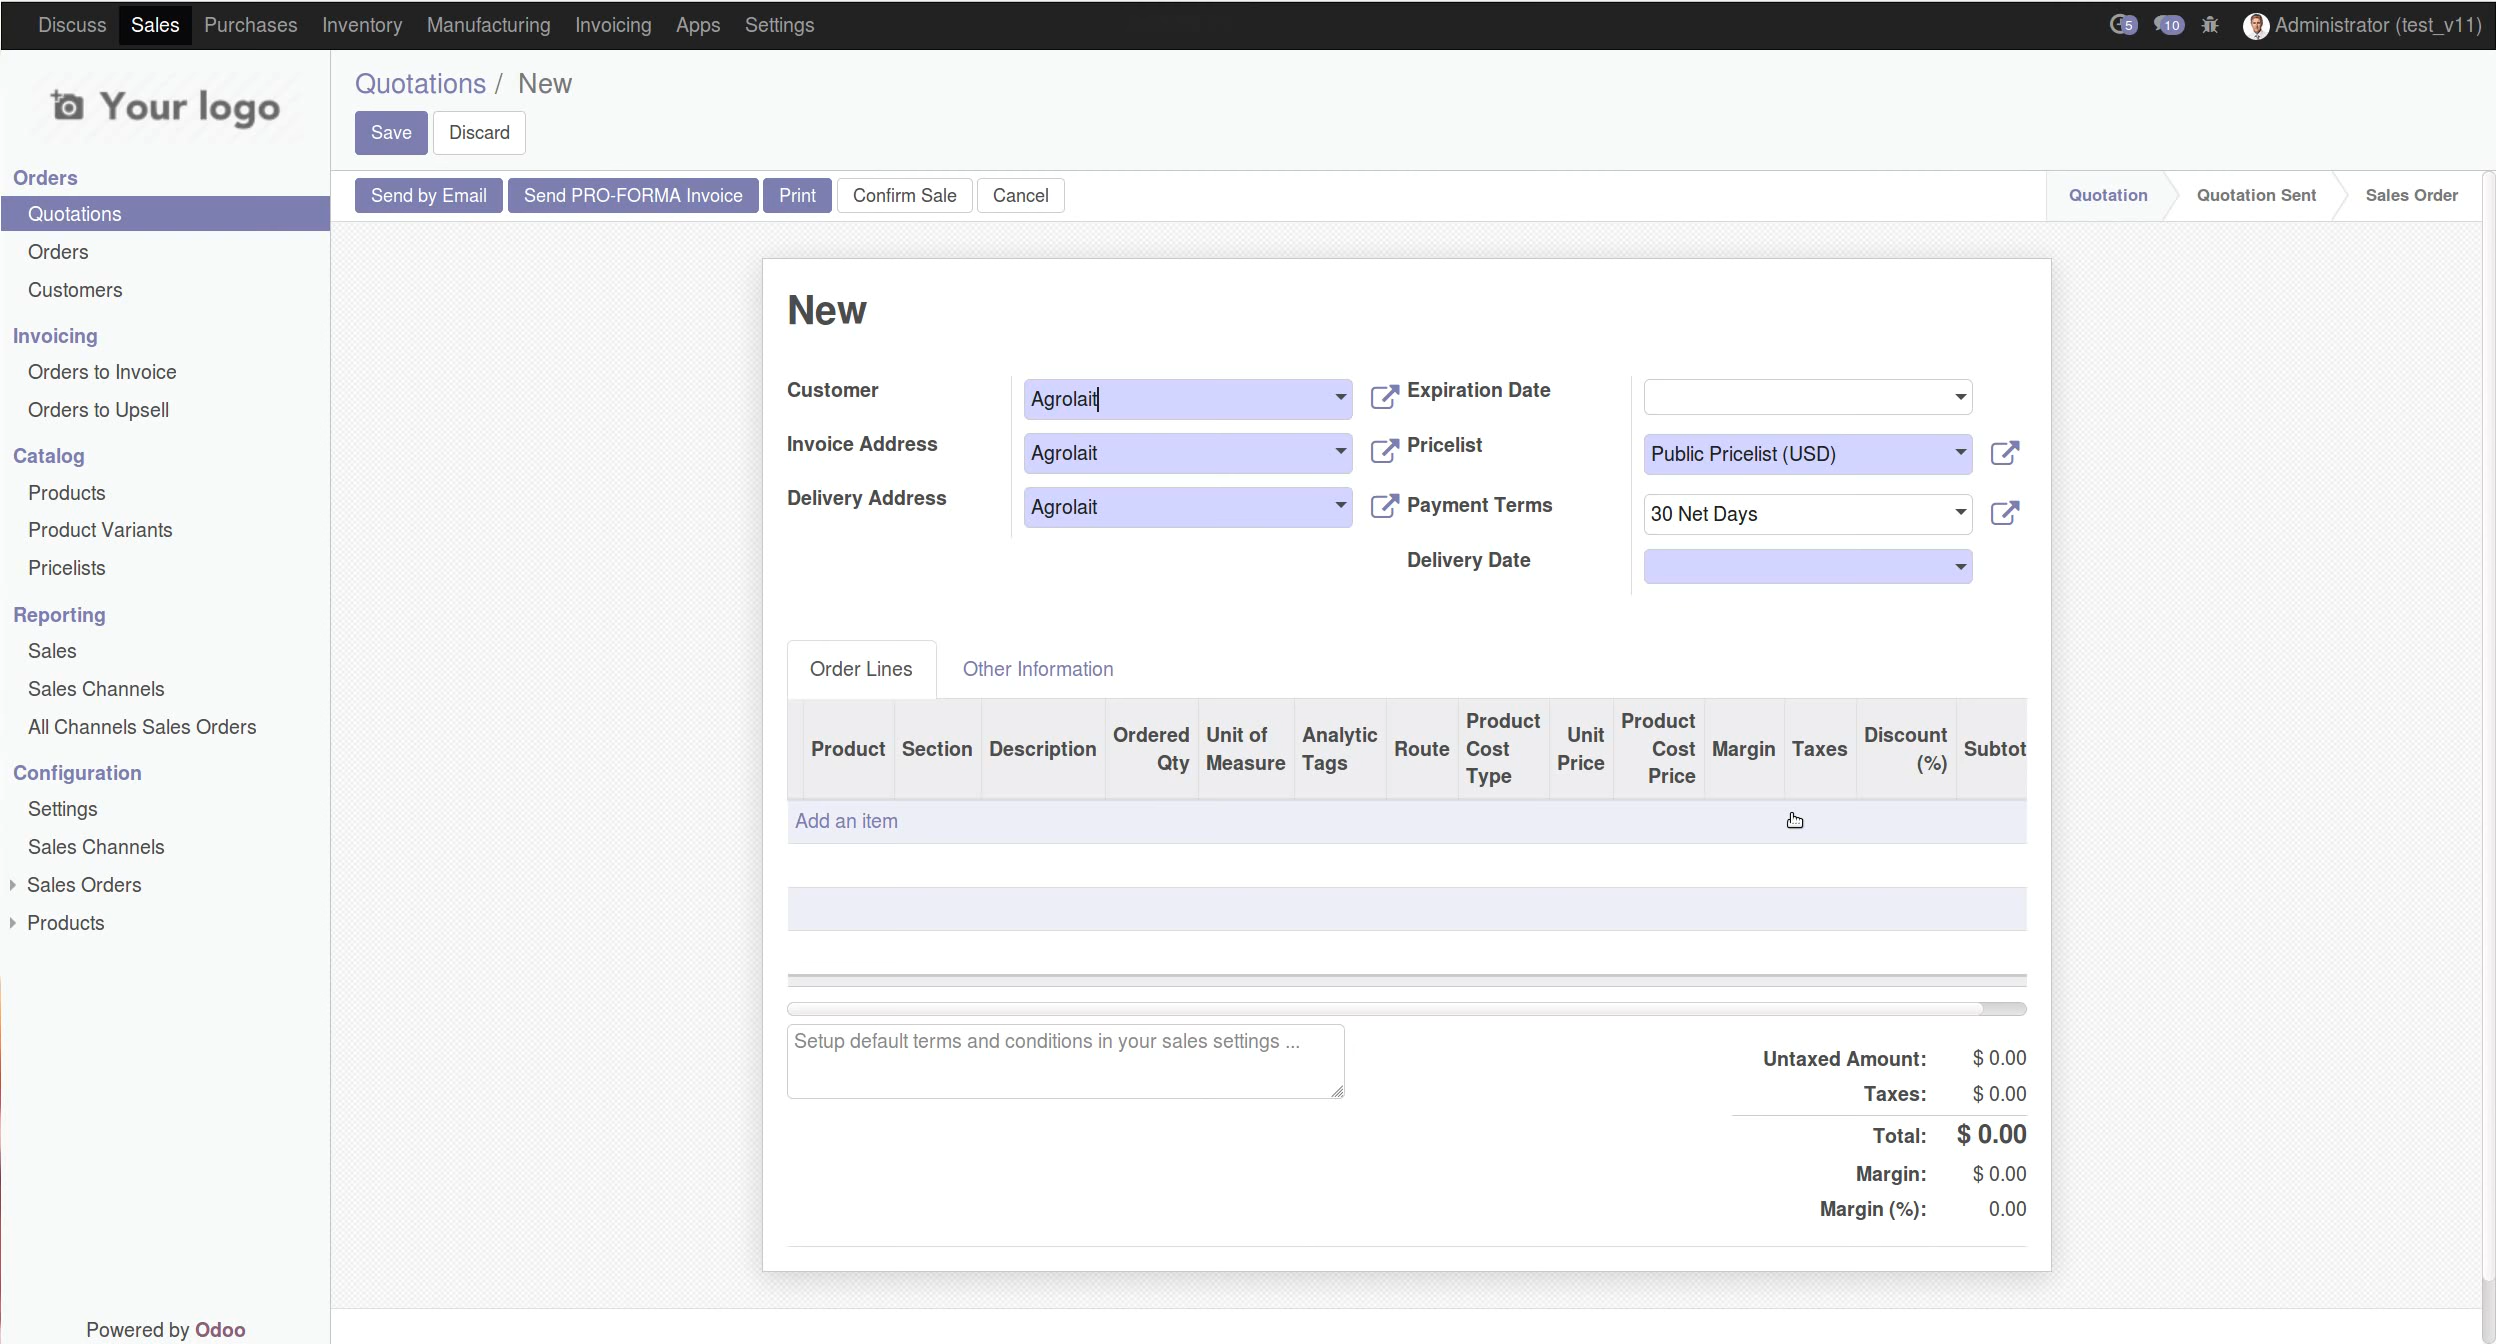 Discuss Sales Purchases Inventory Manufacturing Invoicing Apps Settings 5 10 Administrator (test_v11)
Your logo
Quotations / New
Save Discard
Send by Email Send PRO-FORMA Invoice Print Confirm Sale Cancel Quotation Quotation Sent Sales Order
Orders
Quotations
Orders
Customers
Invoicing
Orders to Invoice
Orders to Upsell
Catalog
Products
Product Variants
Pricelists
Reporting
Sales
Sales Channels
All Channels Sales Orders
Configuration
Settings
Sales Channels
Sales Orders
Products
Powered by Odoo
New
Customer Agrolait Expiration Date
Invoice Address Agrolait Pricelist Public Pricelist (USD)
Delivery Address Agrolait Payment Terms 30 Net Days
Delivery Date
Order Lines Other Information
Product Section Description Ordered Qty Unit of Measure Analytic Tags Route Product Cost Type Unit Price Product Cost Price Margin Taxes Discount (%) Subtot
Add an item
Setup default terms and conditions in your sales settings ...
Untaxed Amount: $ 0.00
Taxes: $ 0.00
Total: $ 0.00
Margin: $ 0.00
Margin (%): 0.00